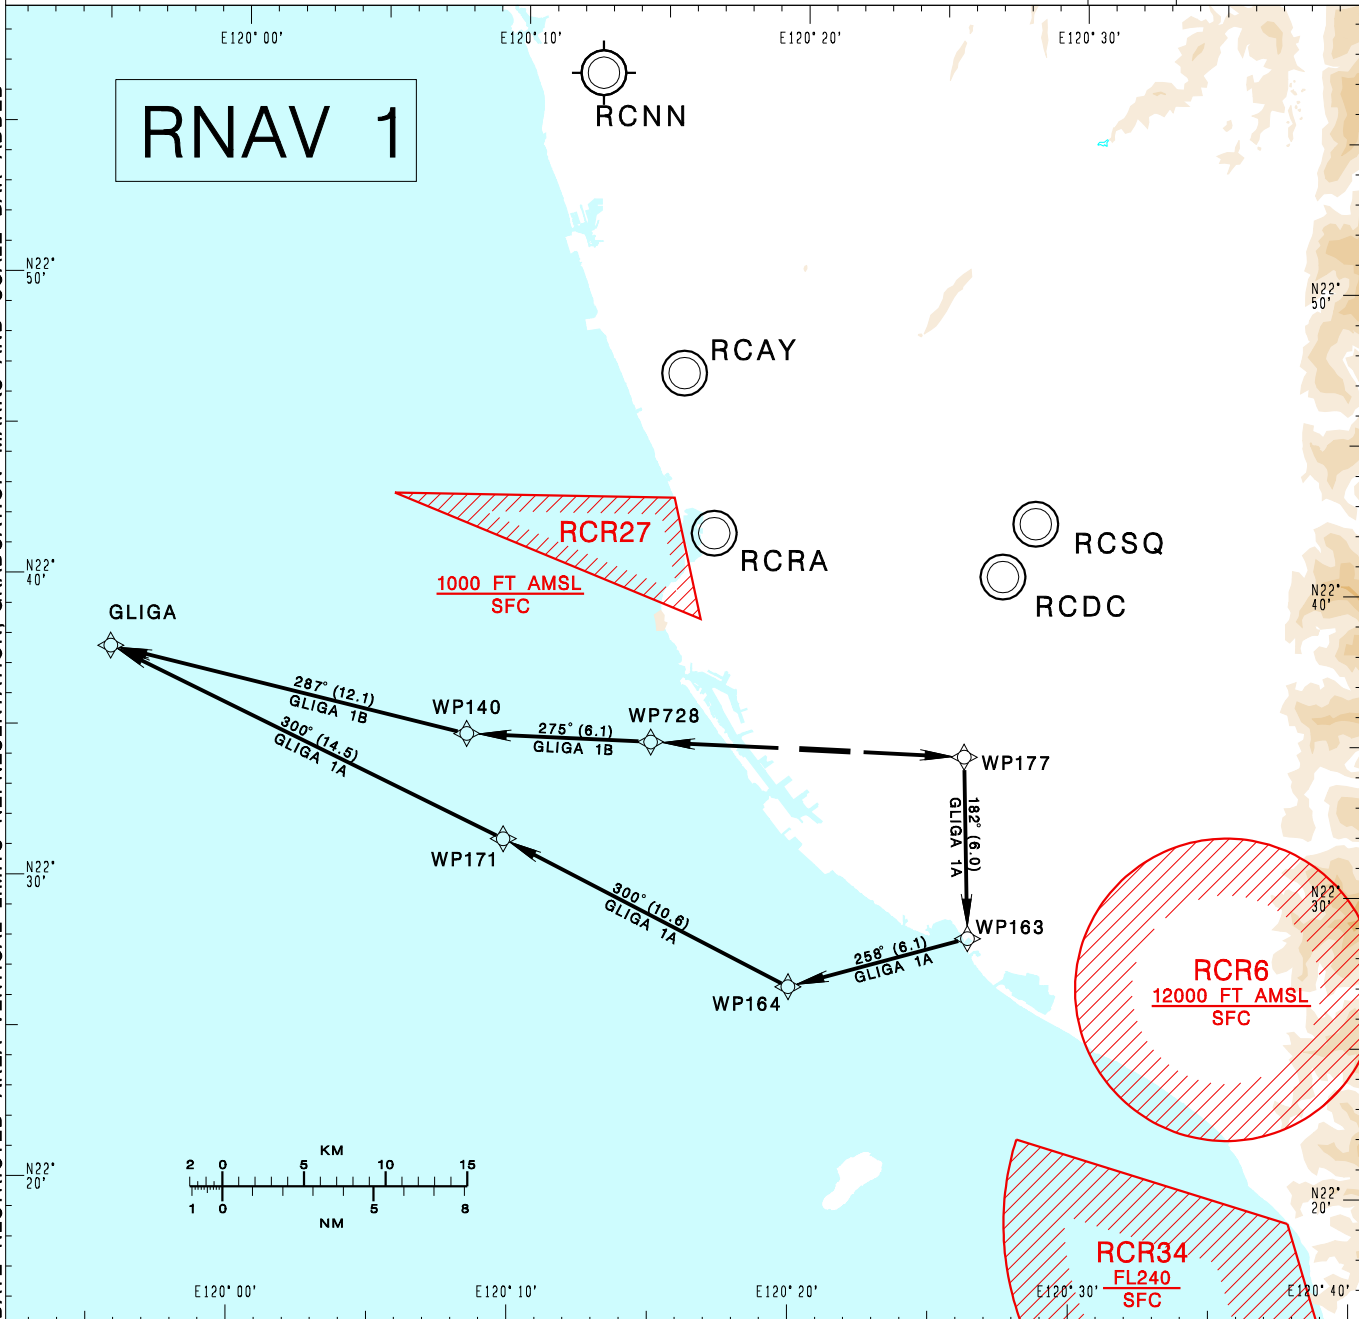 E120° 00'
E120° 10'
E120° 20'
E120° 30'
RNAV 1
RCNN
N22°
50'
N22°
50'
RCAY
RCR27
RCRA
RCSQ
1000 FT AMSL
SFC
N22°
40'
N22°
40'
RCDC
GLIGA
287° (12.1)
GLIGA 1B
WP140
WP728
275° (6.1)
GLIGA 1B
300° (14.5)
GLIGA 1A
WP177
182° (6.0)
GLIGA 1A
WP171
N22°
30'
N22°
30'
300° (10.6)
GLIGA 1A
WP163
258° (6.1)
GLIGA 1A
WP164
RCR6
12000 FT AMSL
SFC
KM
2 0 5 10 15
1 0 5 8
NM
N22°
20'
N22°
20'
RCR34
FL240
SFC
E120° 00'
E120° 10'
E120° 20'
E120° 30'
E120° 40'